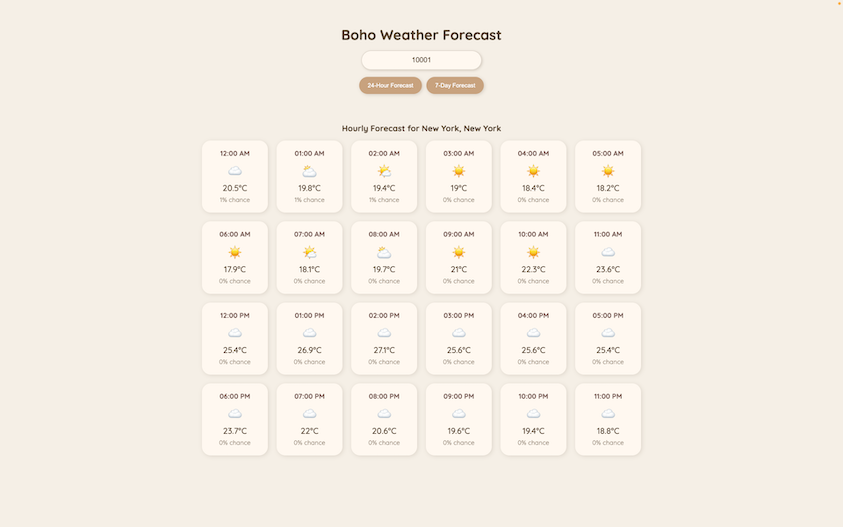 Boho Weather Forecast
10001
24-Hour Forecast 7-Day Forecast
Hourly Forecast for New York, New York
12:00 AM 01:00 AM 02:00 AM 03:00 AM 04:00 AM 05:00 AM
20.5°C 19.8°C 19.4°C 19°C 18.4°C 18.2°C
1% chance 1% chance 1% chance 0% chance 0% chance 0% chance
06:00 AM 07:00 AM 08:00 AM 09:00 AM 10:00 AM 11:00 AM
17.9°C 18.1°C 19.7°C 21°C 22.3°C 23.6°C
0% chance 0% chance 0% chance 0% chance 0% chance 0% chance
12:00 PM 01:00 PM 02:00 PM 03:00 PM 04:00 PM 05:00 PM
25.4°C 26.9°C 27.1°C 25.6°C 25.6°C 25.4°C
0% chance 0% chance 0% chance 0% chance 0% chance 0% chance
06:00 PM 07:00 PM 08:00 PM 09:00 PM 10:00 PM 11:00 PM
23.7°C 22°C 20.6°C 19.6°C 19.4°C 18.8°C
0% chance 0% chance 0% chance 0% chance 0% chance 0% chance